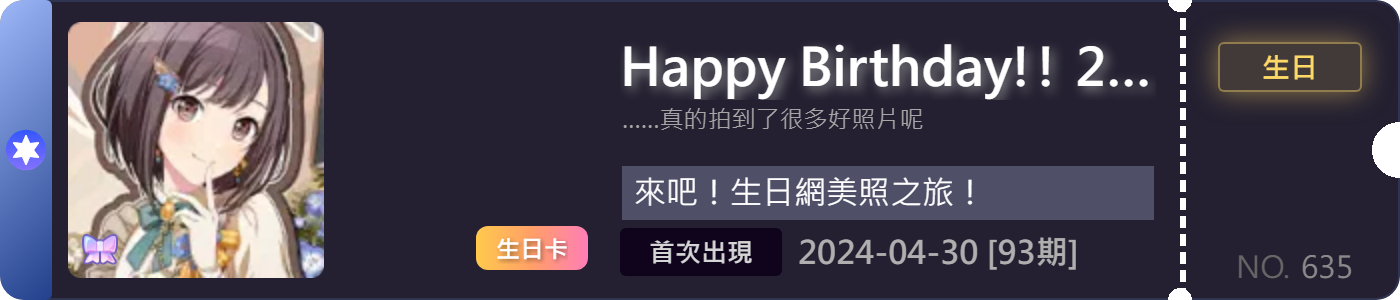 Happy Birthday!! 2...
……真的拍到了很多好照片呢
來吧！生日網美照之旅！
生日卡
首次出現
2024-04-30 [93期]
生日
NO. 635